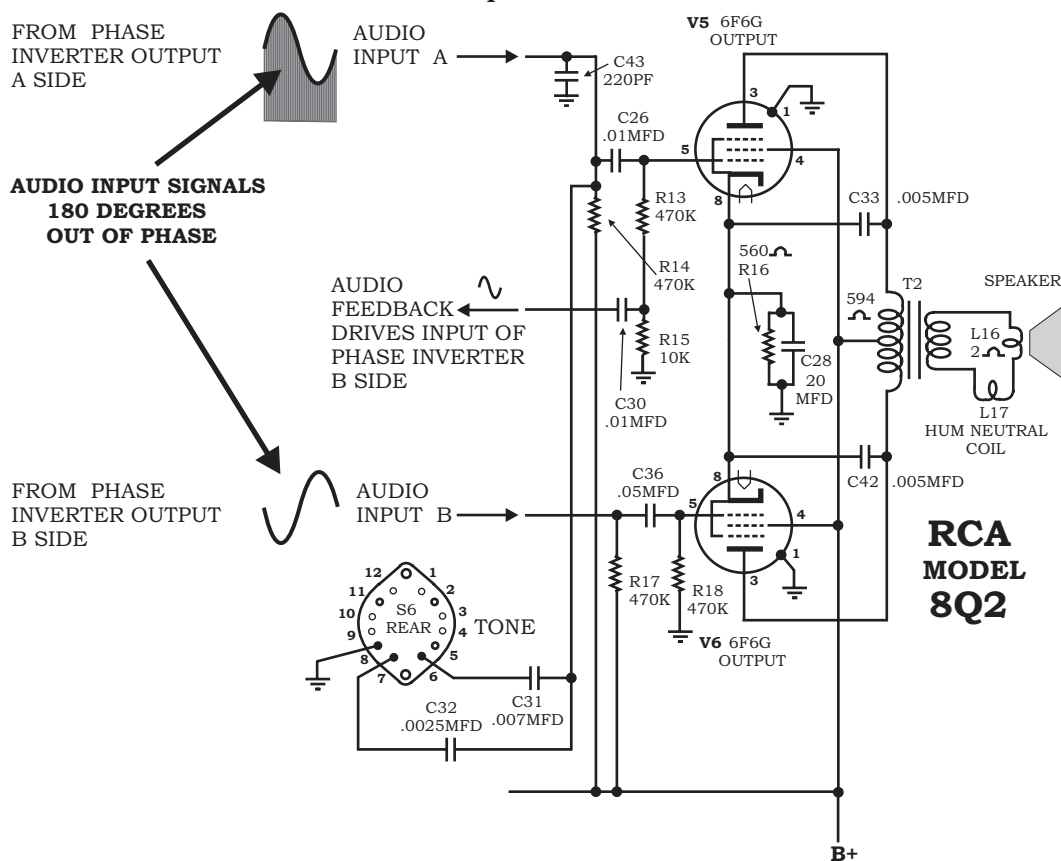 FROM PHASE
INVERTER OUTPUT
A SIDE
AUDIO
INPUT A
C43
220PF
V5 6F6G
OUTPUT
3
1
5
4
8
C26
.01MFD
AUDIO INPUT SIGNALS
180 DEGREES
OUT OF PHASE
R13
470K
R14
470K
C33 .005MFD
560
R16
T2
SPEAKER
594
AUDIO
FEEDBACK
DRIVES INPUT OF
PHASE INVERTER
B SIDE
R15
10K
C30
.01MFD
C28
20
MFD
L16
2
L17
HUM NEUTRAL
COIL
FROM PHASE
INVERTER OUTPUT
B SIDE
AUDIO
INPUT B
C36
.05MFD
8
5
4
1
3
C42 .005MFD
R17
470K
R18
470K
V6 6F6G
OUTPUT
RCA
MODEL
8Q2
12
1
11
2
10
3
9
4
8
5
7
6
S6
REAR
TONE
C32
.0025MFD
C31
.007MFD
B+